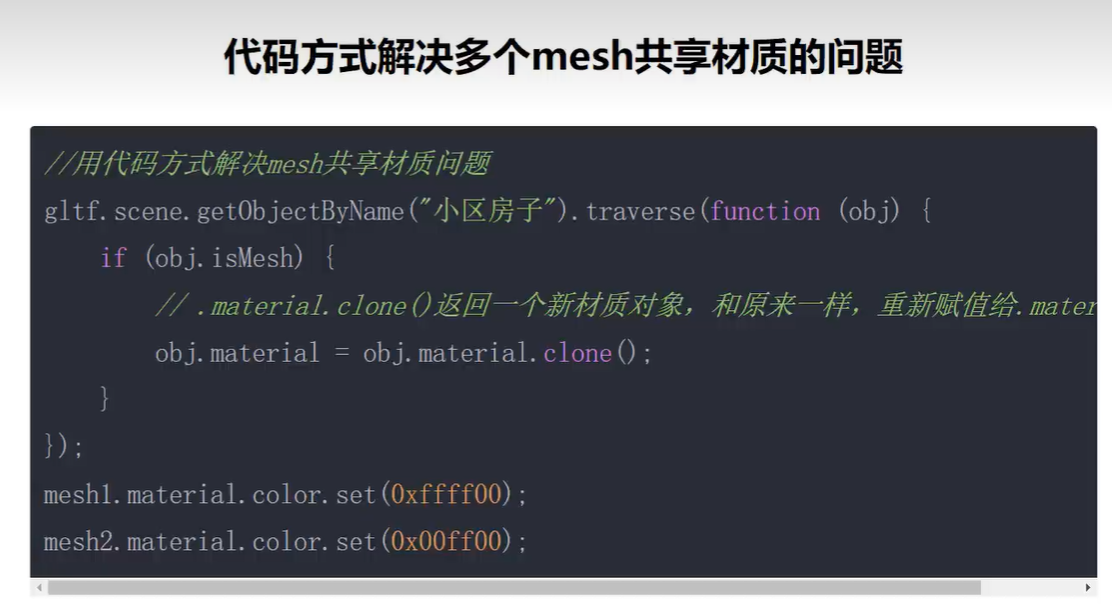 代码方式解决多个mesh共享材质的问题
//用代码方式解决mesh共享材质问题
gltf.scene.getObjectByName("小区房子").traverse(function (obj) {
    if (obj.isMesh) {
        // .material.clone()返回一个新材质对象，和原来一样，重新赋值给.mater
        obj.material = obj.material.clone();
    }
});
mesh1.material.color.set(0xffff00);
mesh2.material.color.set(0x00ff00);